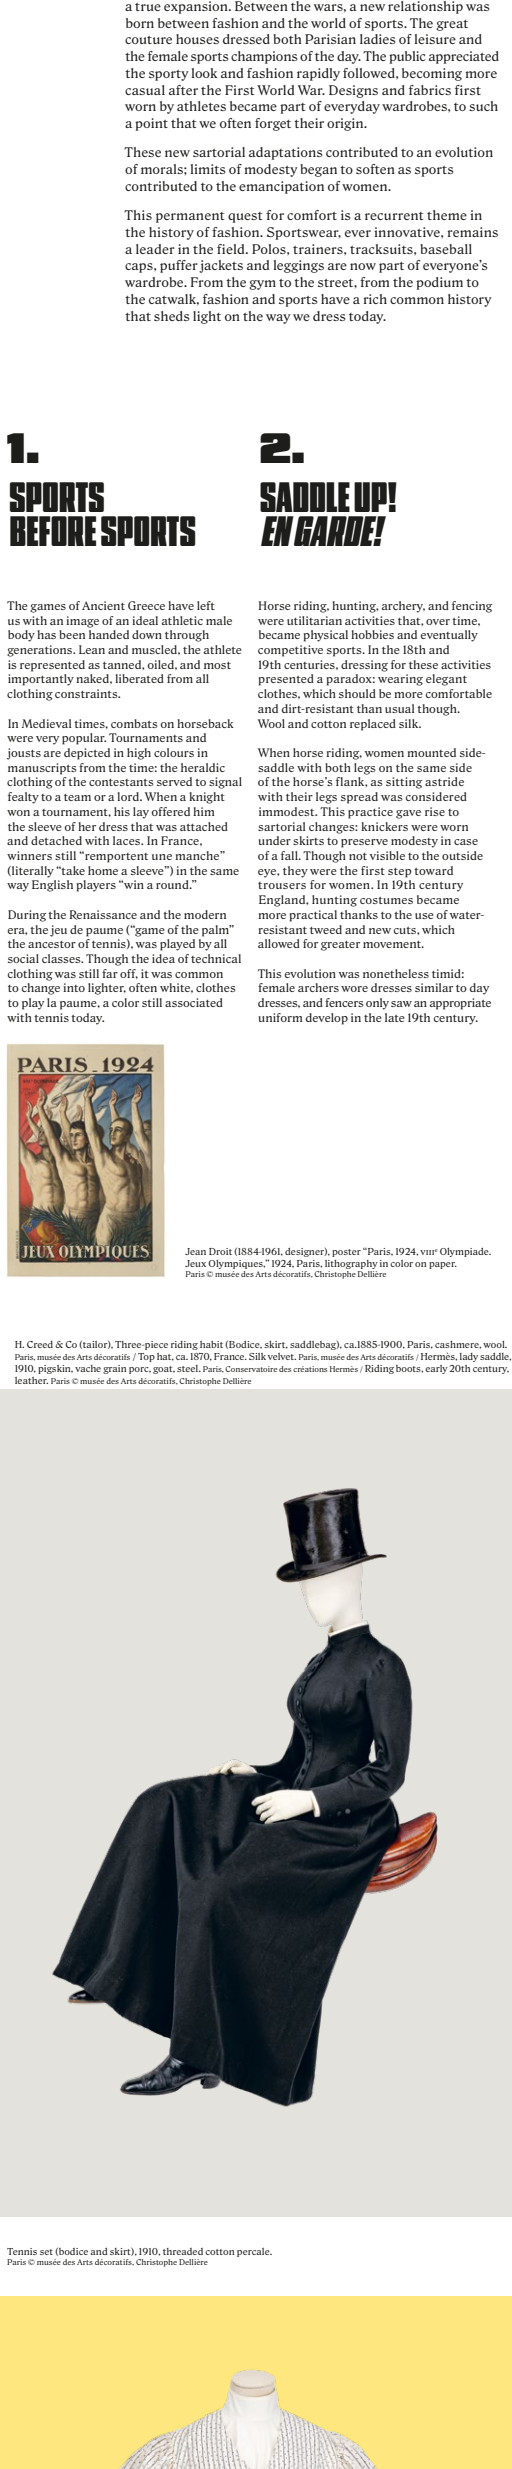 a true expansion. Between the wars, a new relationship was
born between fashion and the world of sports. The great
couture houses dressed both Parisian ladies of leisure and
the female sports champions of the day. The public appreciated
the sporty look and fashion rapidly followed, becoming more
casual after the First World War. Designs and fabrics first
worn by athletes became part of everyday wardrobes, to such
a point that we often forget their origin.
These new sartorial adaptations contributed to an evolution
of morals; limits of modesty began to soften as sports
contributed to the emancipation of women.
This permanent quest for comfort is a recurrent theme in
the history of fashion. Sportswear, ever innovative, remains
a leader in the field. Polos, trainers, tracksuits, baseball
caps, puffer jackets and leggings are now part of everyone’s
wardrobe. From the gym to the street, from the podium to
the catwalk, fashion and sports have a rich common history
that sheds light on the way we dress today.
1.
SPORTS
BEFORE SPORTS
The games of Ancient Greece have left
us with an image of an ideal athletic male
body has been handed down through
generations. Lean and muscled, the athlete
is represented as tanned, oiled, and most
importantly naked, liberated from all
clothing constraints.
In Medieval times, combats on horseback
were very popular. Tournaments and
jousts are depicted in high colours in
manuscripts from the time: the heraldic
clothing of the contestants served to signal
fealty to a team or a lord. When a knight
won a tournament, his lay offered him
the sleeve of her dress that was attached
and detached with laces. In France,
winners still “remportent une manche”
(literally “take home a sleeve”) in the same
way English players “win a round.”
During the Renaissance and the modern
era, the jeu de paume (“game of the palm”
the ancestor of tennis), was played by all
social classes. Though the idea of technical
clothing was still far off, it was common
to change into lighter, often white, clothes
to play la paume, a color still associated
with tennis today.
2.
SADDLE UP!
EN GARDE!
Horse riding, hunting, archery, and fencing
were utilitarian activities that, over time,
became physical hobbies and eventually
competitive sports. In the 18th and
19th centuries, dressing for these activities
presented a paradox: wearing elegant
clothes, which should be more comfortable
and dirt-resistant than usual though.
Wool and cotton replaced silk.
When horse riding, women mounted side-
saddle with both legs on the same side
of the horse’s flank, as sitting astride
with their legs spread was considered
immodest. This practice gave rise to
sartorial changes: knickers were worn
under skirts to preserve modesty in case
of a fall. Though not visible to the outside
eye, they were the first step toward
trousers for women. In 19th century
England, hunting costumes became
more practical thanks to the use of water-
resistant tweed and new cuts, which
allowed for greater movement.
This evolution was nonetheless timid:
female archers wore dresses similar to day
dresses, and fencers only saw an appropriate
uniform develop in the late 19th century.
PARIS - 1924
JEUX OLYMPIQUES
Jean Droit (1884-1961, designer), poster “Paris, 1924, VIIIe Olympiade.
Jeux Olympiques,” 1924, Paris, lithography in color on paper.
Paris © musée des Arts décoratifs, Christophe Dellière
H. Creed & Co (tailor), Three-piece riding habit (Bodice, skirt, saddlebag), ca.1885-1900, Paris, cashmere, wool.
Paris, musée des Arts décoratifs / Top hat, ca. 1870, France. Silk velvet. Paris, musée des Arts décoratifs / Hermès, lady saddle,
1910, pigskin, vache grain porc, goat, steel. Paris, Conservatoire des créations Hermès / Riding boots, early 20th century,
leather. Paris © musée des Arts décoratifs, Christophe Dellière
Tennis set (bodice and skirt), 1910, threaded cotton percale.
Paris © musée des Arts décoratifs, Christophe Dellière